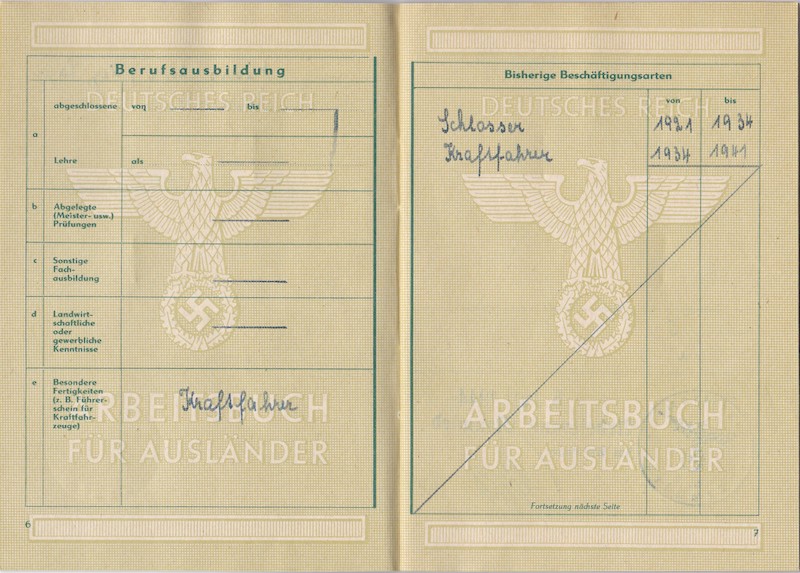 Berufsausbildung
DEUTSCHES REICH
a
abgeschlossene von bis
Lehre als
b Abgelegte
(Meister- usw.)
Prüfungen
c Sonstige
Fach-
ausbildung
d Landwirt-
schaftliche
oder
gewerbliche
Kenntnisse
e Besondere
Fertigkeiten
(z. B. Führer-
schein für
Kraftfahr-
zeuge)
Kraftfahrer
ARBEITSBUCH
FÜR AUSLÄNDER
6
Bisherige Beschäftigungsarten
von bis
DEUTSCHES REICH
Schlosser 1921 1934
Kraftfahrer 1934 1941
ARBEITSBUCH
FÜR AUSLÄNDER
Fortsetzung nächste Seite
7